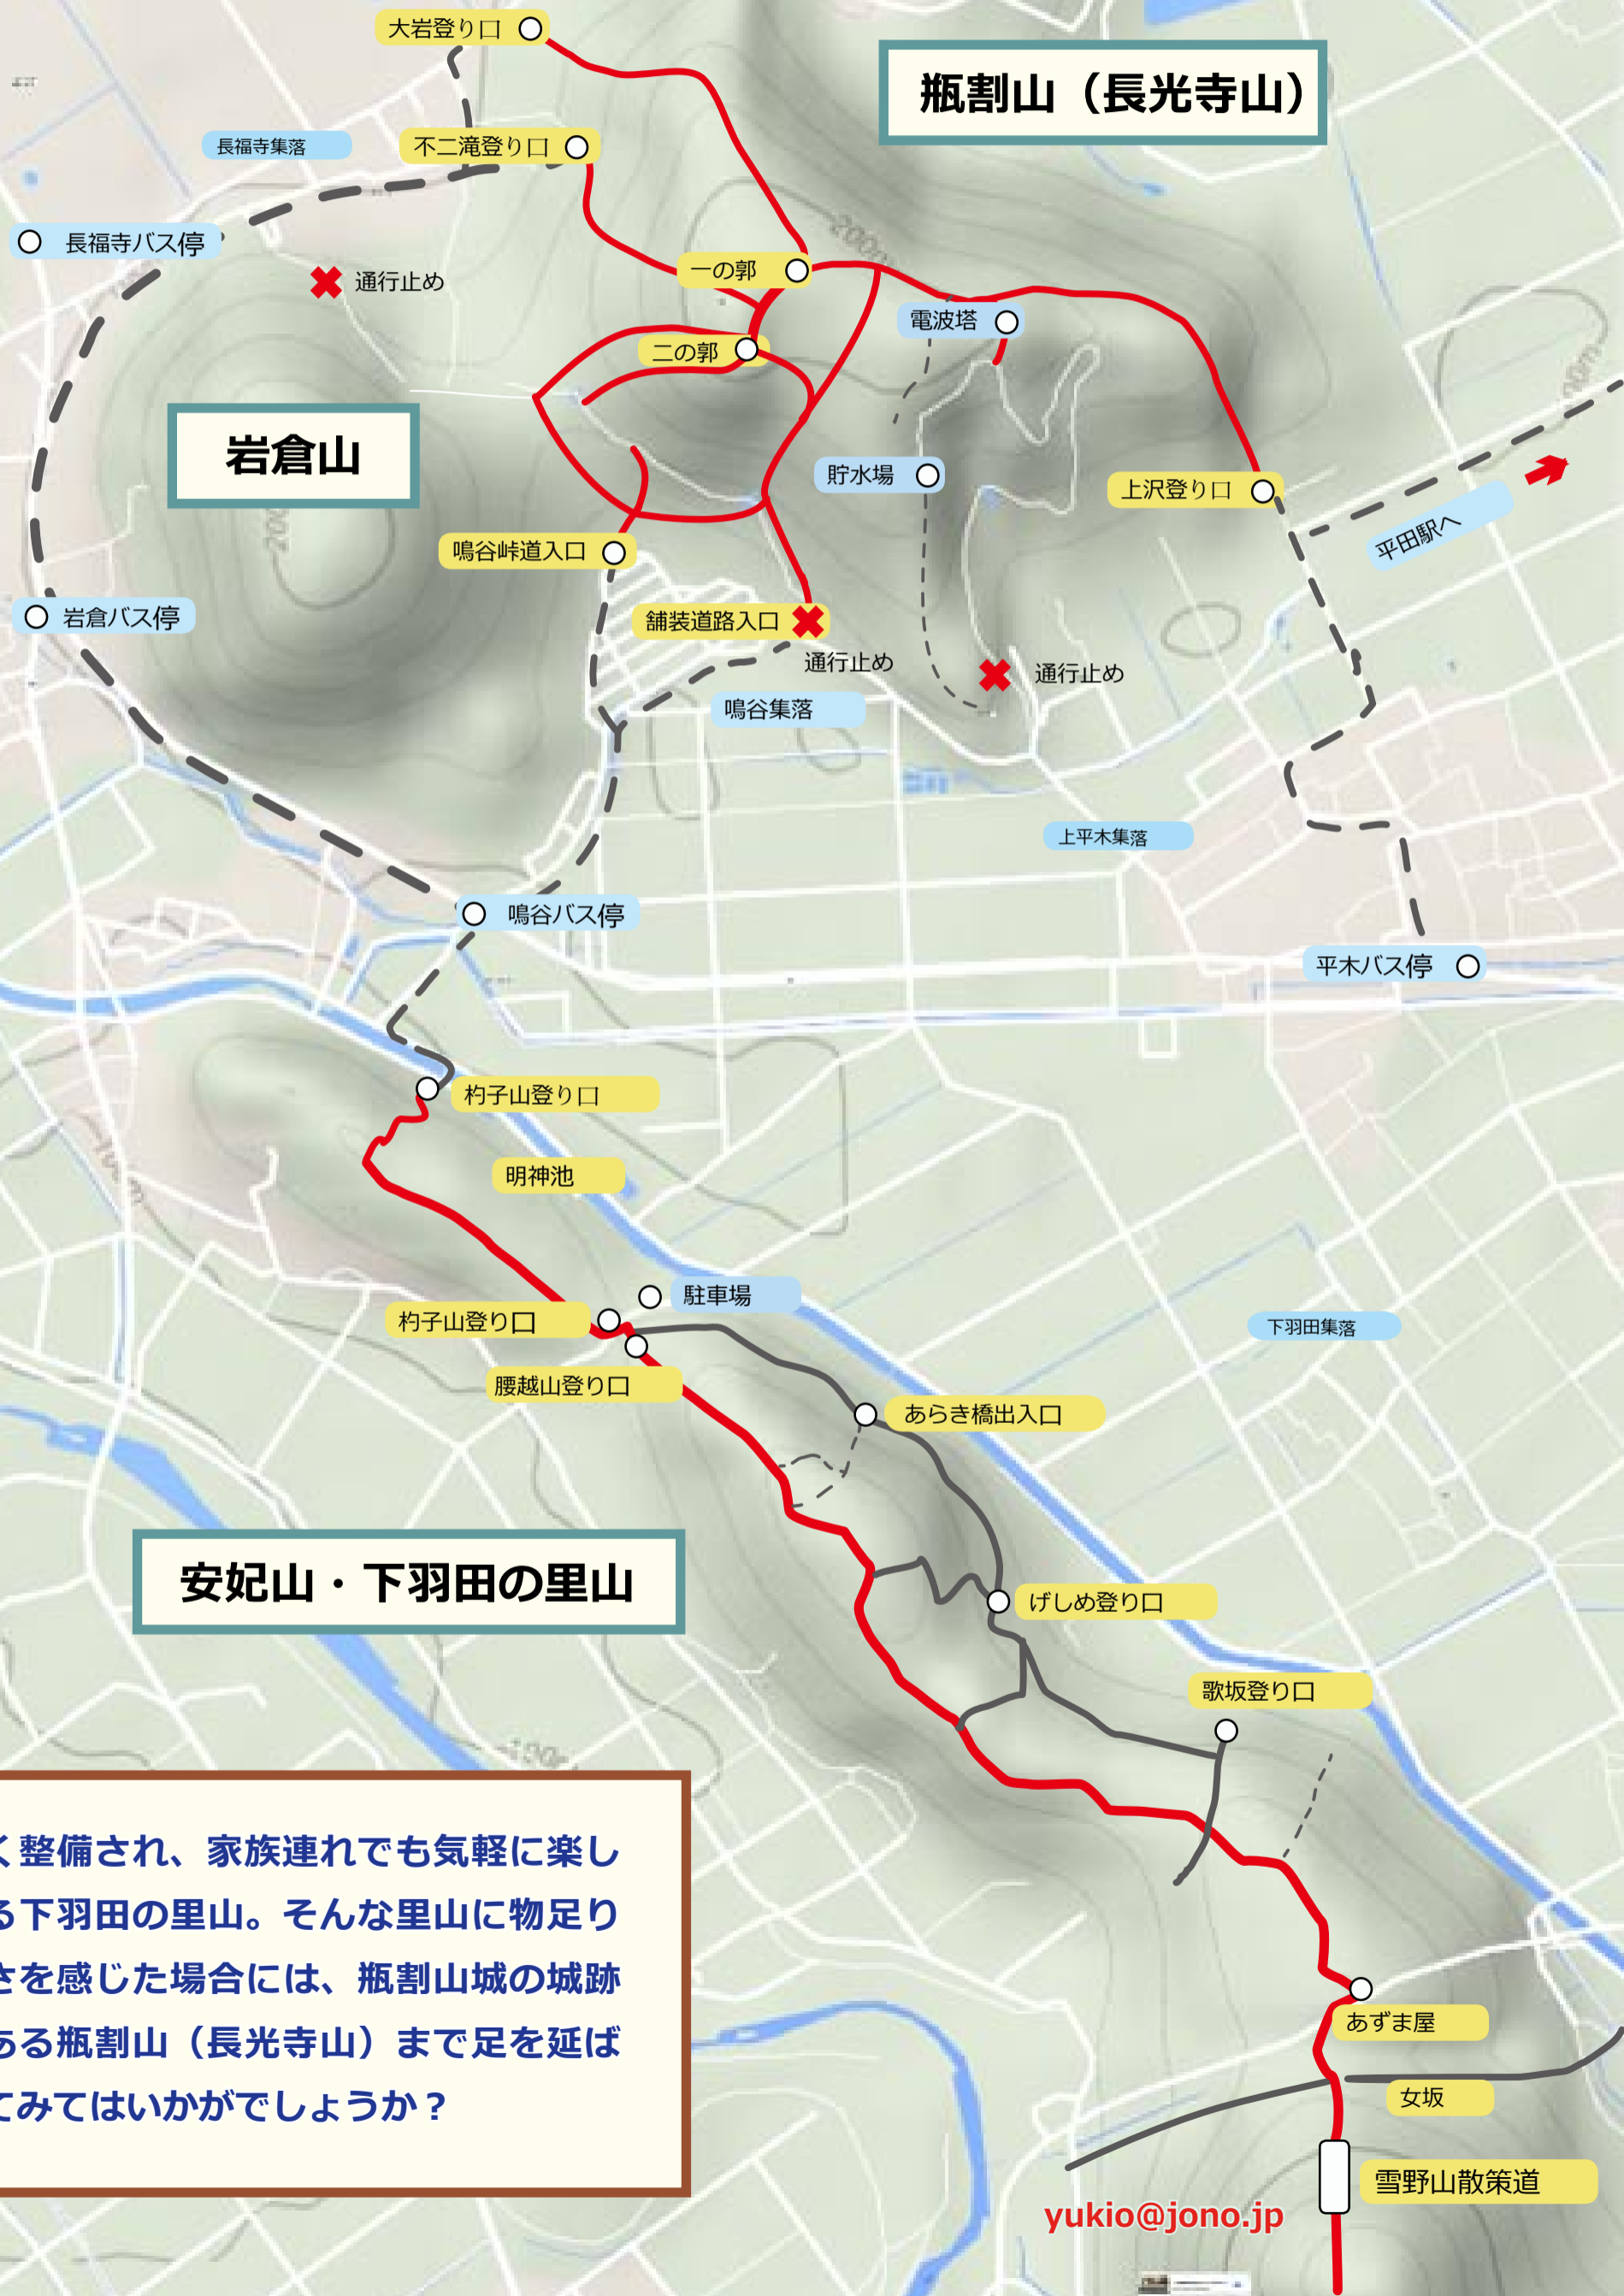 大岩登り口
瓶割山（長光寺山）
長福寺集落
不二滝登り口
長福寺バス停
通行止め
一の郭
200m
電波塔
二の郭
岩倉山
貯水場
上沢登り口
平田駅へ
鳴谷峠道入口
岩倉バス停
舗装道路入口
通行止め
通行止め
鳴谷集落
上平木集落
鳴谷バス停
平木バス停
杓子山登り口
明神池
駐車場
杓子山登り口
下羽田集落
腰越山登り口
あらき橋出入口
安妃山・下羽田の里山
げしめ登り口
歌坂登り口
く整備され、家族連れでも気軽に楽し
る下羽田の里山。そんな里山に物足り
さを感じた場合には、瓶割山城の城跡
ある瓶割山（長光寺山）まで足を延ば
てみてはいかがでしょうか？
あずま屋
女坂
雪野山散策道
yukio@jono.jp